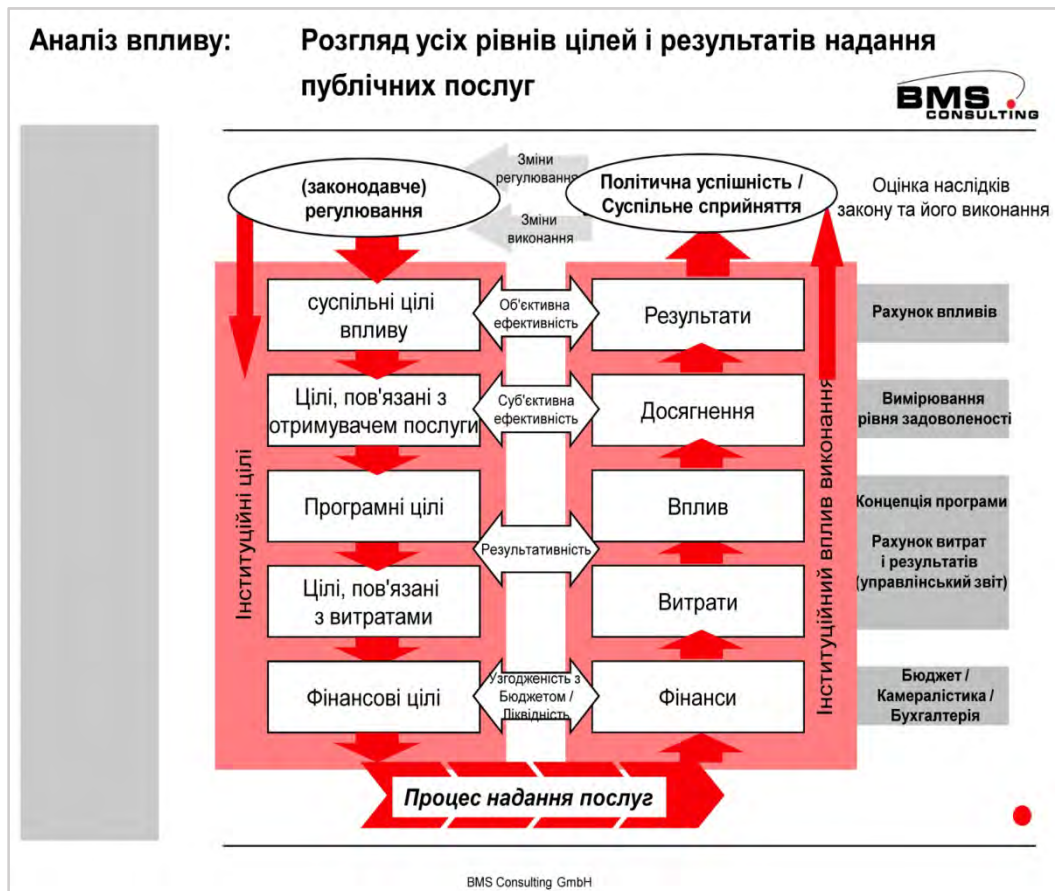 Аналіз впливу:
Розгляд усіх рівнів цілей і результатів надання
публічних послуг
BMS
CONSULTING
(законодавче)
регулювання
Зміни
регулювання
Зміни
виконання
Політична успішність /
Суспільне сприйняття
Оцінка наслідків
закону та його виконання
суспільні цілі
впливу
Об'єктивна
ефективність
Результати
Рахунок впливів
Цілі, пов'язані з
отримувачем послуги
Суб'єктивна
ефективність
Досягнення
Вимірювання
рівня задоволеності
Інституційні цілі
Програмні цілі
Результативність
Вплив
Інституційний вплив виконання
Концепція програми
Рахунок витрат
і результатів
(управлінський звіт)
Цілі, пов'язані
з витратами
Витрати
Фінансові цілі
Узгодженість з
Бюджетом /
Ліквідність
Фінанси
Бюджет /
Камералістика /
Бухгалтерія
Процес надання послуг
BMS Consulting GmbH